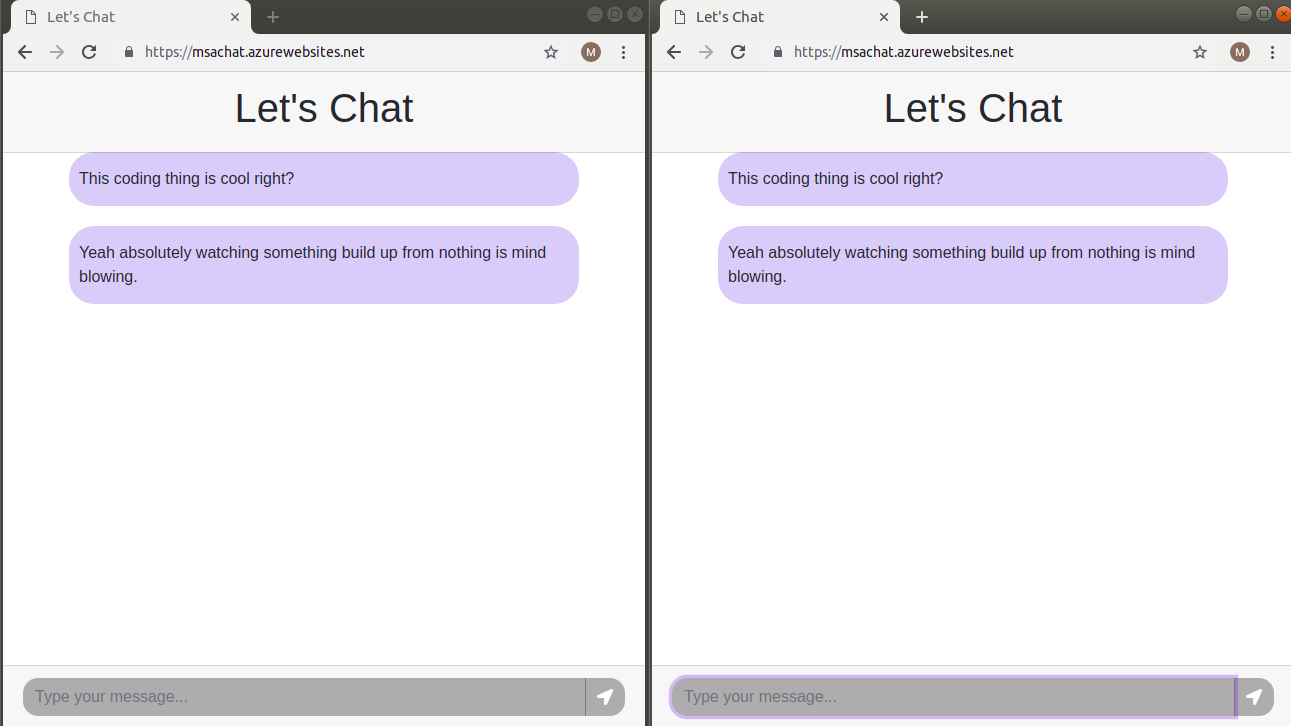 Let's Chat
https://msachat.azurewebsites.net
M
Let's Chat
This coding thing is cool right?
Yeah absolutely watching something build up from nothing is mind
blowing.
Type your message...
Let's Chat
https://msachat.azurewebsites.net
M
Let's Chat
This coding thing is cool right?
Yeah absolutely watching something build up from nothing is mind
blowing.
Type your message...